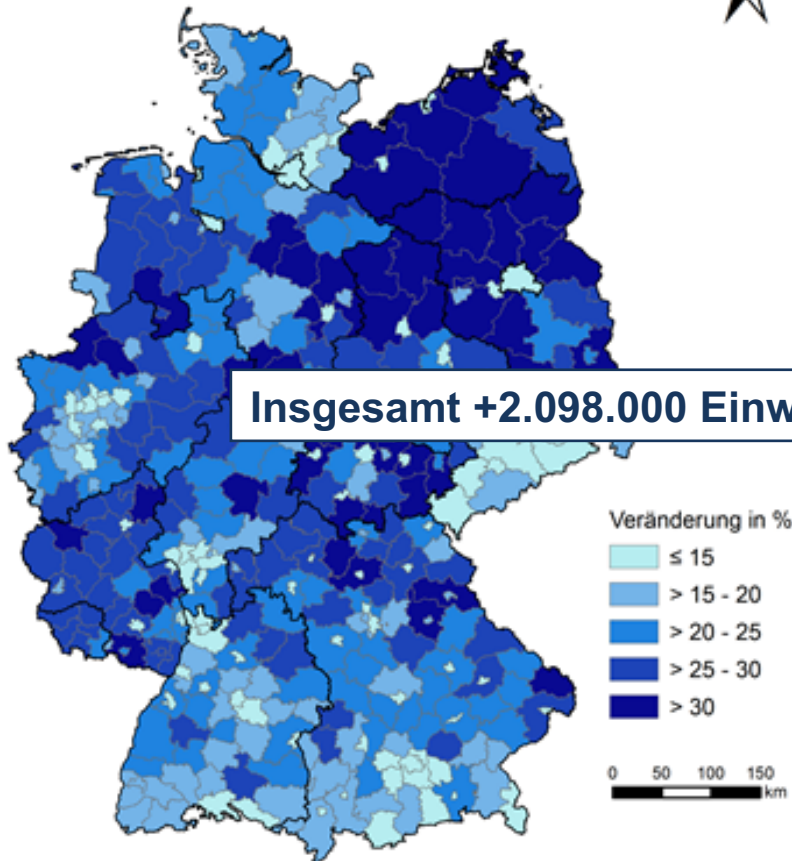 Insgesamt +2.098.000 Einw
Veränderung in %
≤ 15
> 15 - 20
> 20 - 25
> 25 - 30
> 30
0 50 100 150
km